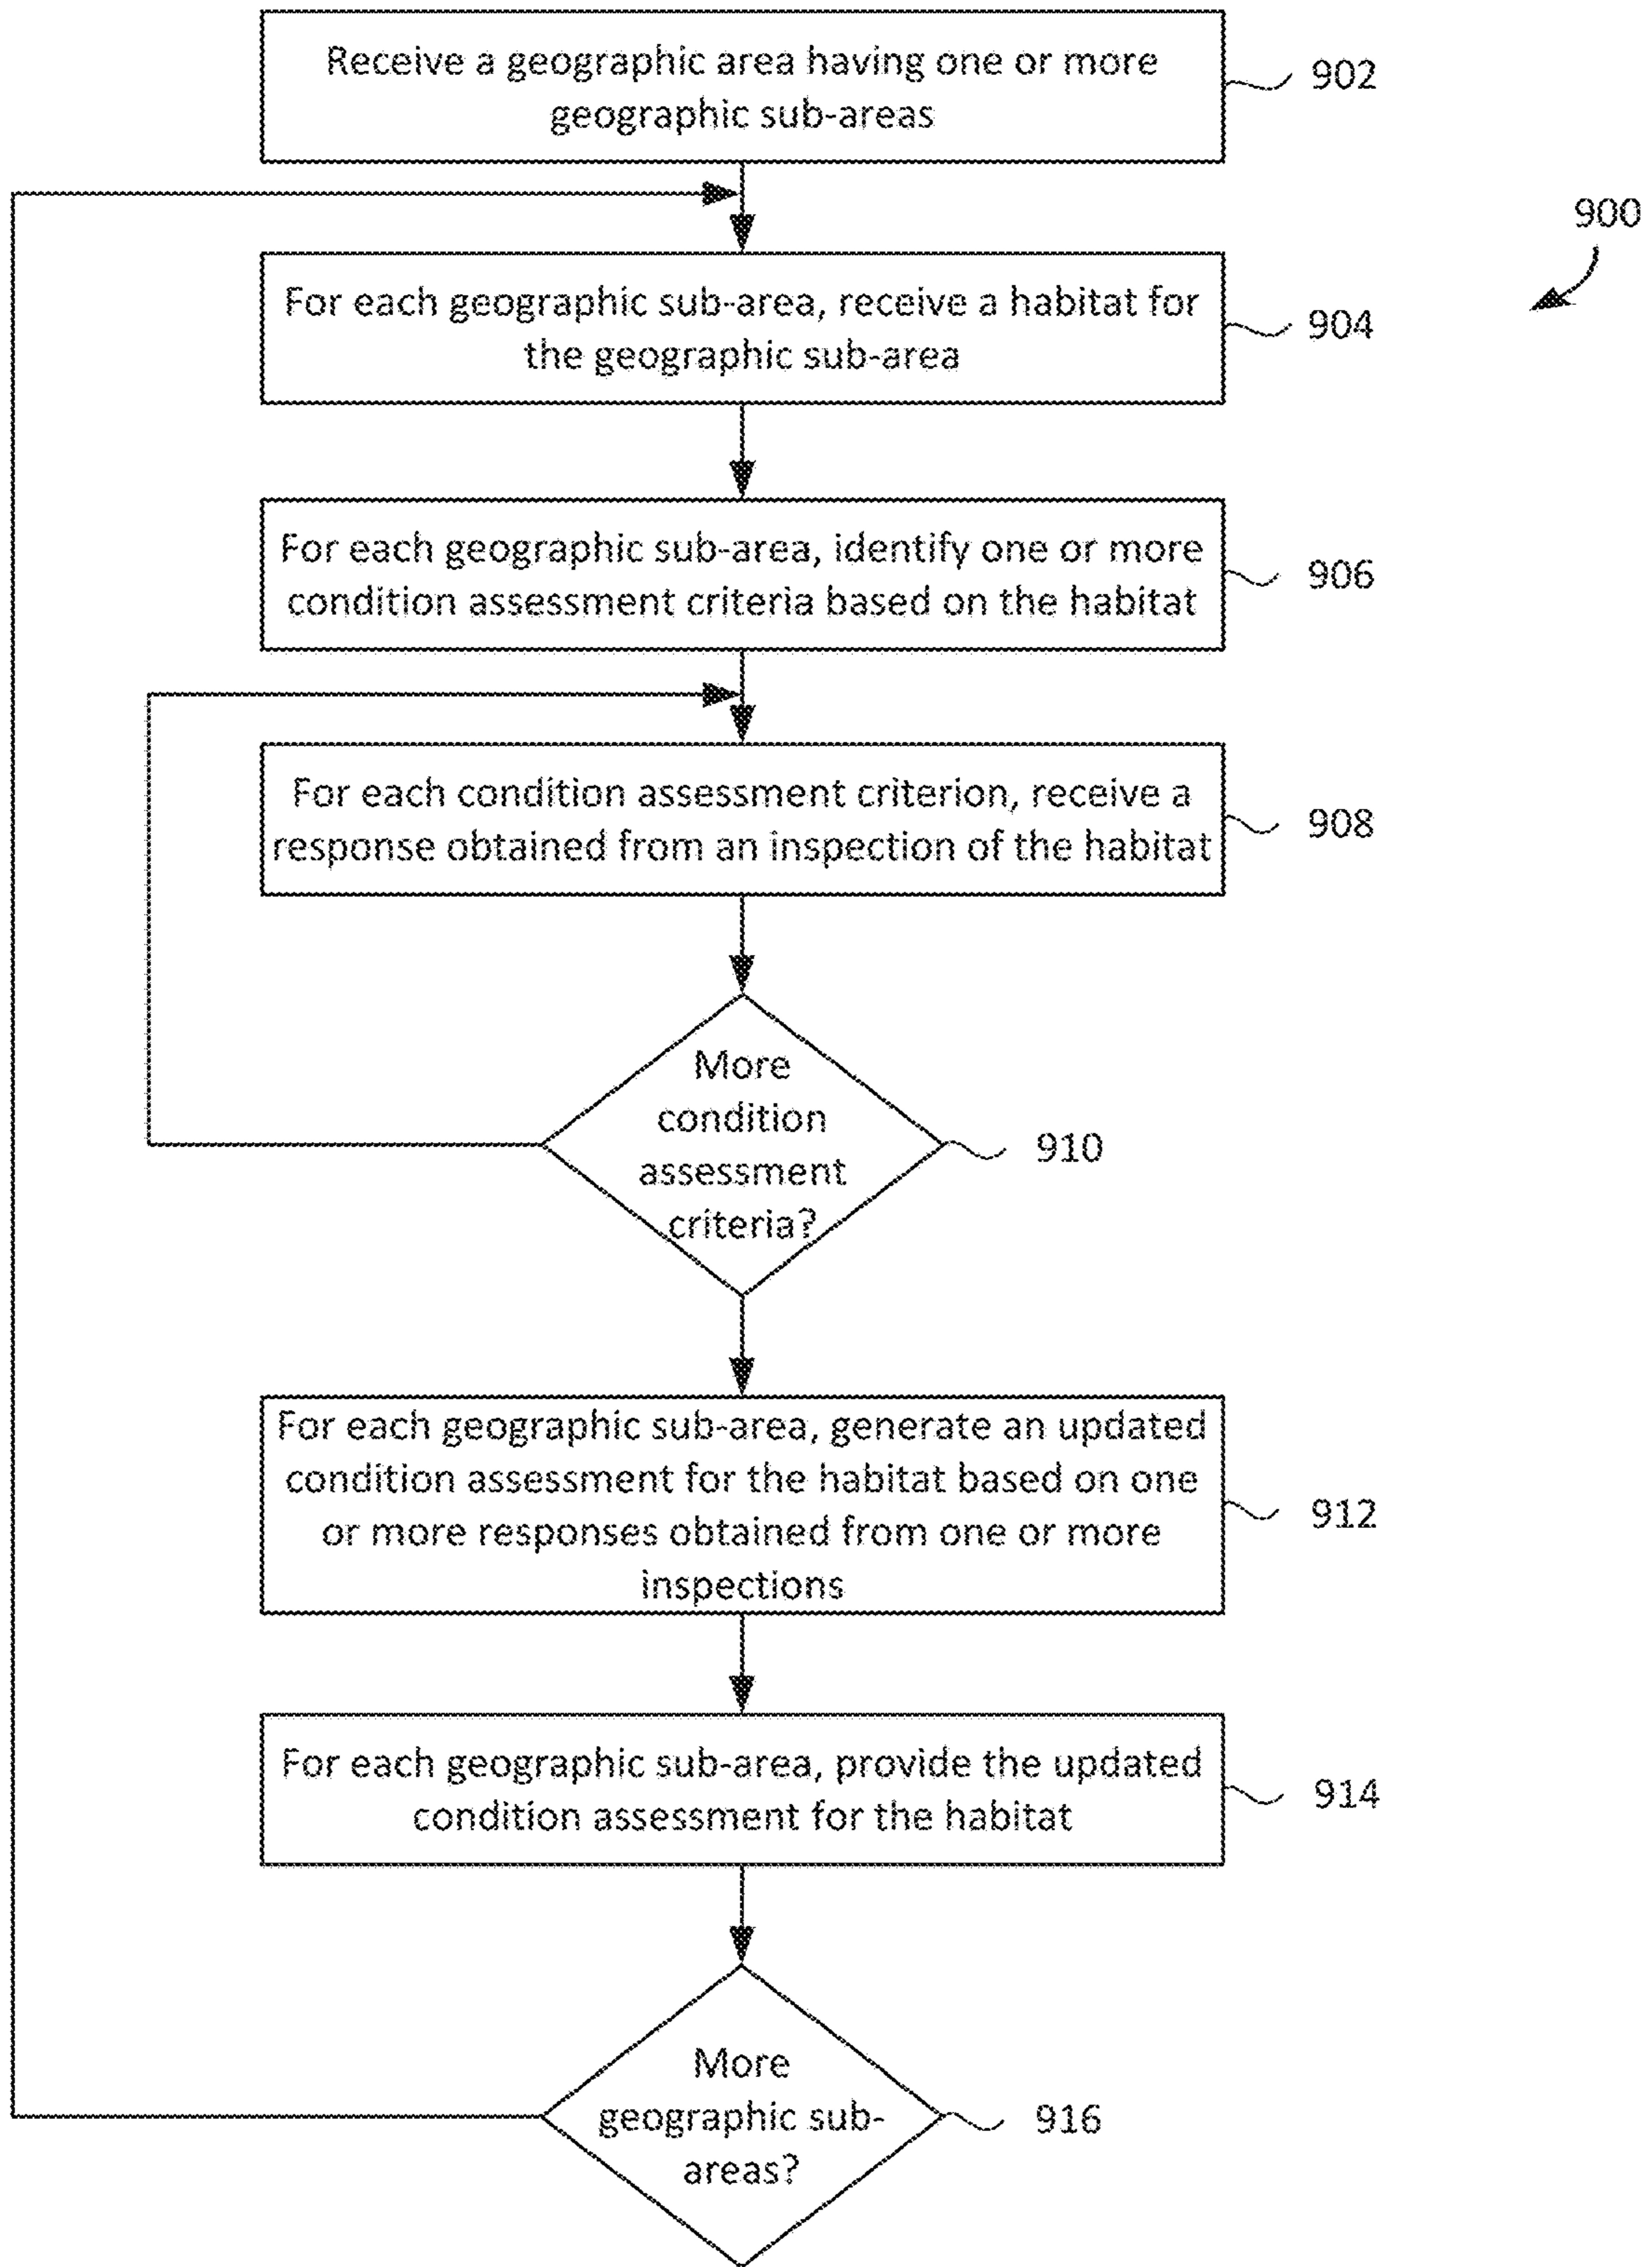 Receive a geographic area having one or more
geographic sub-areas
902
900
For each geographic sub-area, receive a habitat for
the geographic sub-area
904
For each geographic sub-area, identify one or more
condition assessment criteria based on the habitat
906
For each condition assessment criterion, receive a
response obtained from an inspection of the habitat
908
More
condition
assessment
criteria?
910
For each geographic sub-area, generate an updated
condition assessment for the habitat based on one
or more responses obtained from one or more
inspections
912
For each geographic sub-area, provide the updated
condition assessment for the habitat
914
More
geographic sub-
areas?
916